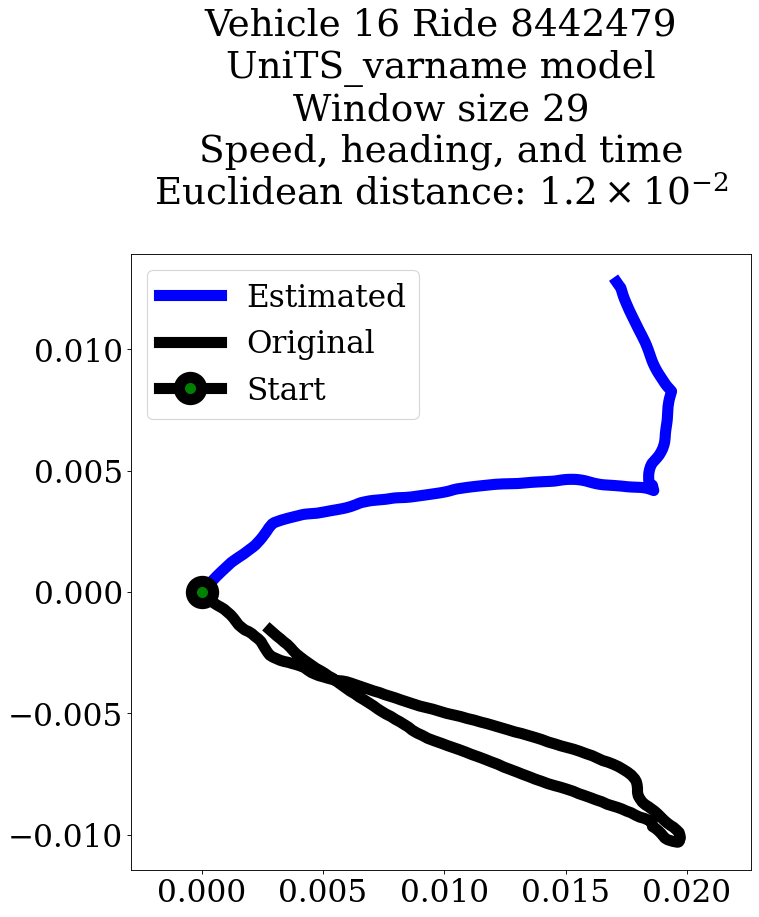 Vehicle 16 Ride 8442479
UniTS_varname model
Window size 29
Speed, heading, and time
Euclidean distance: 1.2 × 10⁻²
Estimated
Original
Start
0.010
0.005
0.000
−0.005
−0.010
0.000 0.005 0.010 0.015 0.020